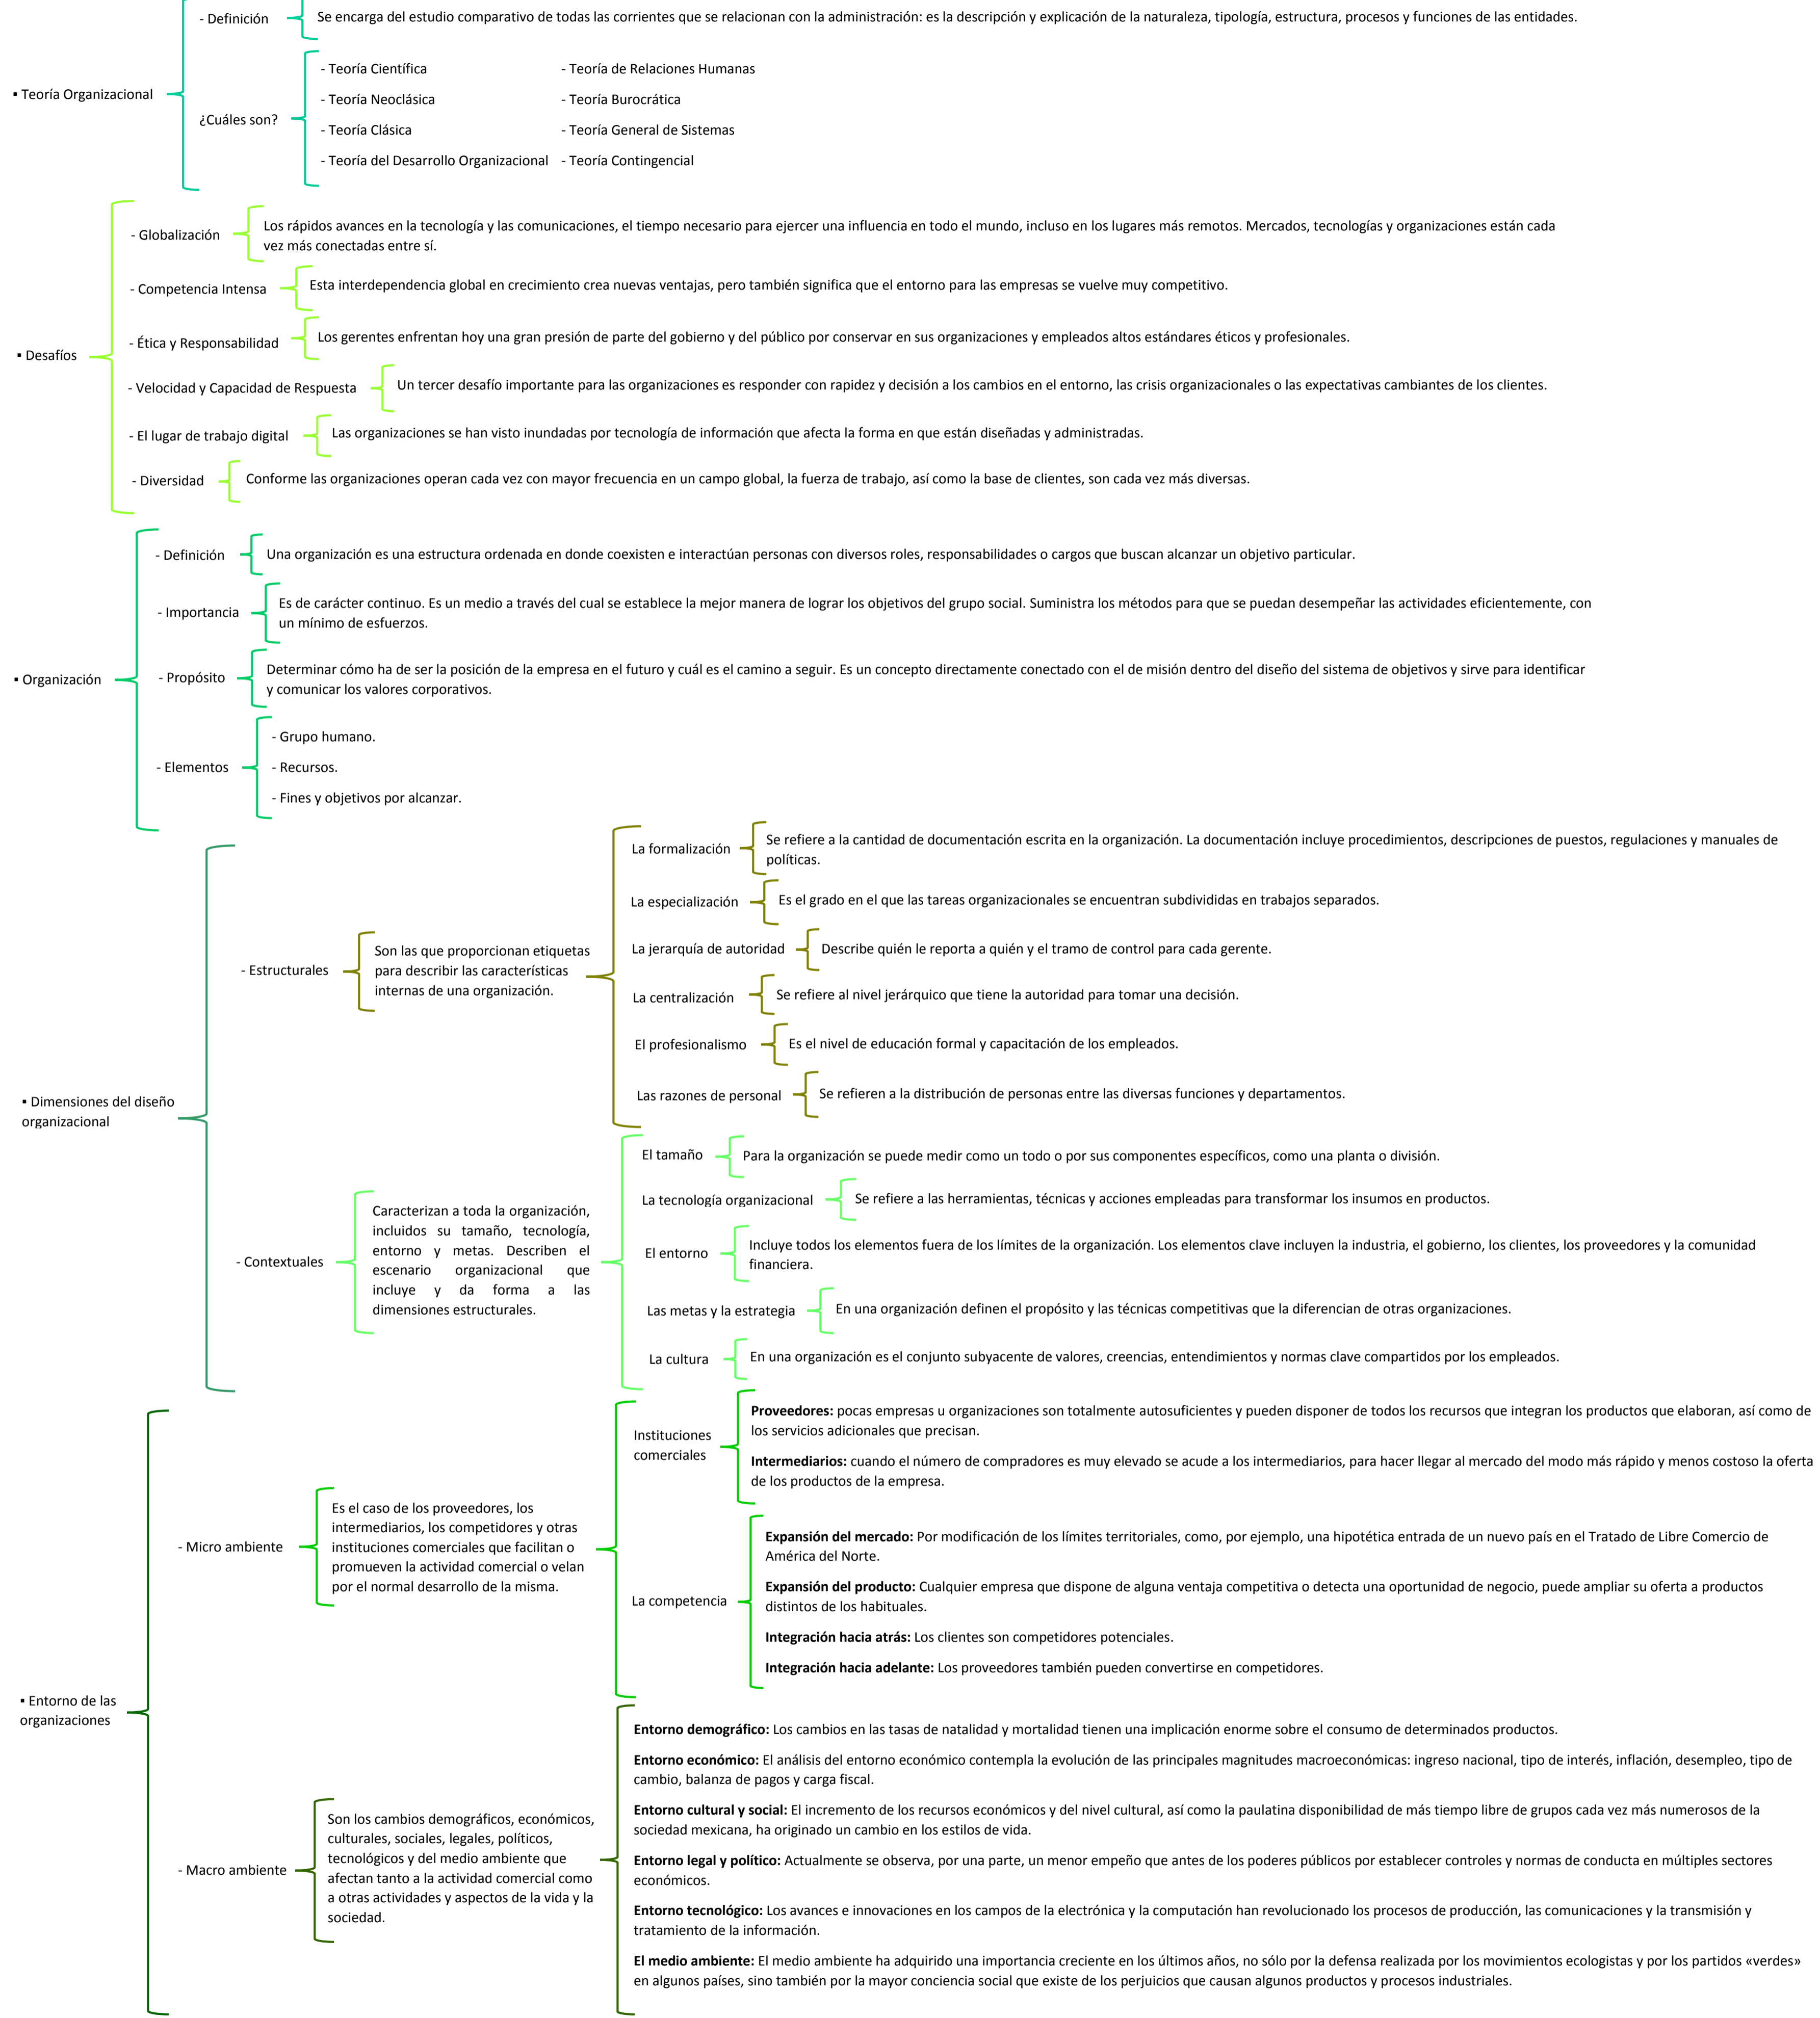 - Definición
Se encarga del estudio comparativo de todas las corrientes que se relacionan con la administración: es la descripción y explicación de la naturaleza, tipología, estructura, procesos y funciones de las entidades.
▪ Teoría Organizacional
¿Cuáles son?
- Teoría Científica
- Teoría de Relaciones Humanas
- Teoría Neoclásica
- Teoría Burocrática
- Teoría Clásica
- Teoría General de Sistemas
- Teoría del Desarrollo Organizacional
- Teoría Contingencial
▪ Desafíos
- Globalización
Los rápidos avances en la tecnología y las comunicaciones, el tiempo necesario para ejercer una influencia en todo el mundo, incluso en los lugares más remotos. Mercados, tecnologías y organizaciones están cada
vez más conectadas entre sí.
- Competencia Intensa
Esta interdependencia global en crecimiento crea nuevas ventajas, pero también significa que el entorno para las empresas se vuelve muy competitivo.
- Ética y Responsabilidad
Los gerentes enfrentan hoy una gran presión de parte del gobierno y del público por conservar en sus organizaciones y empleados altos estándares éticos y profesionales.
- Velocidad y Capacidad de Respuesta
Un tercer desafío importante para las organizaciones es responder con rapidez y decisión a los cambios en el entorno, las crisis organizacionales o las expectativas cambiantes de los clientes.
- El lugar de trabajo digital
Las organizaciones se han visto inundadas por tecnología de información que afecta la forma en que están diseñadas y administradas.
- Diversidad
Conforme las organizaciones operan cada vez con mayor frecuencia en un campo global, la fuerza de trabajo, así como la base de clientes, son cada vez más diversas.
▪ Organización
- Definición
Una organización es una estructura ordenada en donde coexisten e interactúan personas con diversos roles, responsabilidades o cargos que buscan alcanzar un objetivo particular.
- Importancia
Es de carácter continuo. Es un medio a través del cual se establece la mejor manera de lograr los objetivos del grupo social. Suministra los métodos para que se puedan desempeñar las actividades eficientemente, con
un mínimo de esfuerzos.
- Propósito
Determinar cómo ha de ser la posición de la empresa en el futuro y cuál es el camino a seguir. Es un concepto directamente conectado con el de misión dentro del diseño del sistema de objetivos y sirve para identificar
y comunicar los valores corporativos.
- Elementos
- Grupo humano.
- Recursos.
- Fines y objetivos por alcanzar.
▪ Dimensiones del diseño
organizacional
- Estructurales
Son las que proporcionan etiquetas
para describir las características
internas de una organización.
La formalización
Se refiere a la cantidad de documentación escrita en la organización. La documentación incluye procedimientos, descripciones de puestos, regulaciones y manuales de
políticas.
La especialización
Es el grado en el que las tareas organizacionales se encuentran subdivididas en trabajos separados.
La jerarquía de autoridad
Describe quién le reporta a quién y el tramo de control para cada gerente.
La centralización
Se refiere al nivel jerárquico que tiene la autoridad para tomar una decisión.
El profesionalismo
Es el nivel de educación formal y capacitación de los empleados.
Las razones de personal
Se refieren a la distribución de personas entre las diversas funciones y departamentos.
- Contextuales
Caracterizan a toda la organización,
incluidos su tamaño, tecnología,
entorno y metas. Describen el
escenario organizacional que
incluye y da forma a las
dimensiones estructurales.
El tamaño
Para la organización se puede medir como un todo o por sus componentes específicos, como una planta o división.
La tecnología organizacional
Se refiere a las herramientas, técnicas y acciones empleadas para transformar los insumos en productos.
El entorno
Incluye todos los elementos fuera de los límites de la organización. Los elementos clave incluyen la industria, el gobierno, los clientes, los proveedores y la comunidad
financiera.
Las metas y la estrategia
En una organización definen el propósito y las técnicas competitivas que la diferencian de otras organizaciones.
La cultura
En una organización es el conjunto subyacente de valores, creencias, entendimientos y normas clave compartidos por los empleados.
▪ Entorno de las
organizaciones
- Micro ambiente
Es el caso de los proveedores, los
intermediarios, los competidores y otras
instituciones comerciales que facilitan o
promueven la actividad comercial o velan
por el normal desarrollo de la misma.
Instituciones
comerciales
Proveedores: pocas empresas u organizaciones son totalmente autosuficientes y pueden disponer de todos los recursos que integran los productos que elaboran, así como de
los servicios adicionales que precisan.
Intermediarios: cuando el número de compradores es muy elevado se acude a los intermediarios, para hacer llegar al mercado del modo más rápido y menos costoso la oferta
de los productos de la empresa.
La competencia
Expansión del mercado: Por modificación de los límites territoriales, como, por ejemplo, una hipotética entrada de un nuevo país en el Tratado de Libre Comercio de
América del Norte.
Expansión del producto: Cualquier empresa que dispone de alguna ventaja competitiva o detecta una oportunidad de negocio, puede ampliar su oferta a productos
distintos de los habituales.
Integración hacia atrás: Los clientes son competidores potenciales.
Integración hacia adelante: Los proveedores también pueden convertirse en competidores.
- Macro ambiente
Son los cambios demográficos, económicos,
culturales, sociales, legales, políticos,
tecnológicos y del medio ambiente que
afectan tanto a la actividad comercial como
a otras actividades y aspectos de la vida y la
sociedad.
Entorno demográfico: Los cambios en las tasas de natalidad y mortalidad tienen una implicación enorme sobre el consumo de determinados productos.
Entorno económico: El análisis del entorno económico contempla la evolución de las principales magnitudes macroeconómicas: ingreso nacional, tipo de interés, inflación, desempleo, tipo de
cambio, balanza de pagos y carga fiscal.
Entorno cultural y social: El incremento de los recursos económicos y del nivel cultural, así como la paulatina disponibilidad de más tiempo libre de grupos cada vez más numerosos de la
sociedad mexicana, ha originado un cambio en los estilos de vida.
Entorno legal y político: Actualmente se observa, por una parte, un menor empeño que antes de los poderes públicos por establecer controles y normas de conducta en múltiples sectores
económicos.
Entorno tecnológico: Los avances e innovaciones en los campos de la electrónica y la computación han revolucionado los procesos de producción, las comunicaciones y la transmisión y
tratamiento de la información.
El medio ambiente: El medio ambiente ha adquirido una importancia creciente en los últimos años, no sólo por la defensa realizada por los movimientos ecologistas y por los partidos «verdes»
en algunos países, sino también por la mayor conciencia social que existe de los perjuicios que causan algunos productos y procesos industriales.